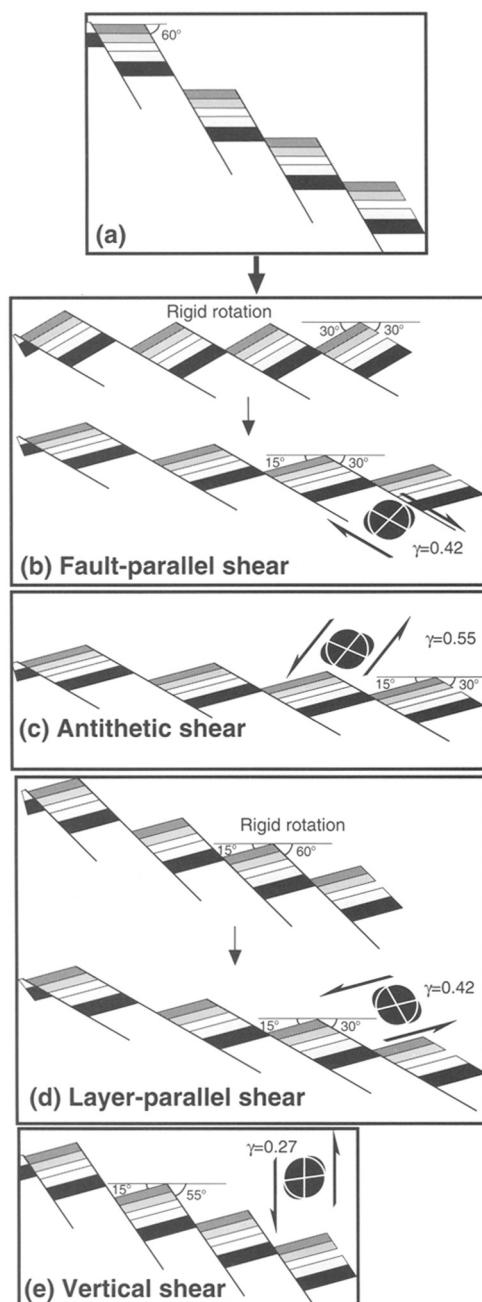 60°
(a)
Rigid rotation
30° 30°
15° 30°
γ=0.42
(b) Fault-parallel shear
γ=0.55
15° 30°
(c) Antithetic shear
Rigid rotation
15° 60°
γ=0.42
15° 30°
(d) Layer-parallel shear
γ=0.27
15° 55°
(e) Vertical shear